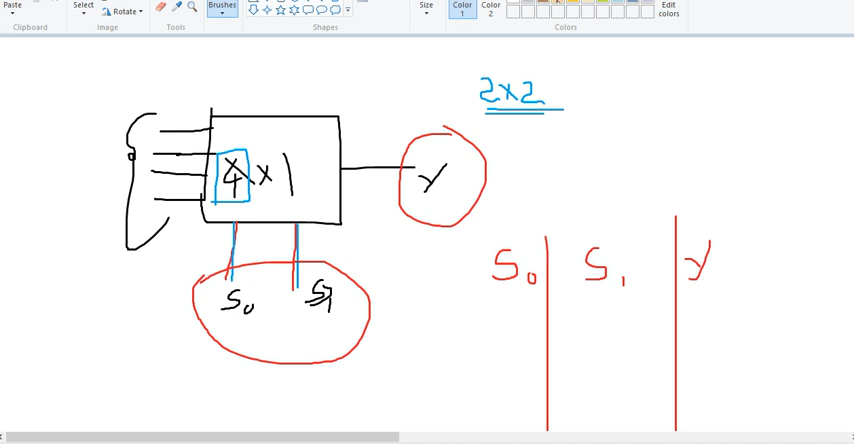 Paste
Select
Rotate
Brushes
Size
Color 1
Color 2
Edit colors
Clipboard
Image
Tools
Shapes
Colors
2x2
4x1
Y
S0 S1
S0 S1 Y